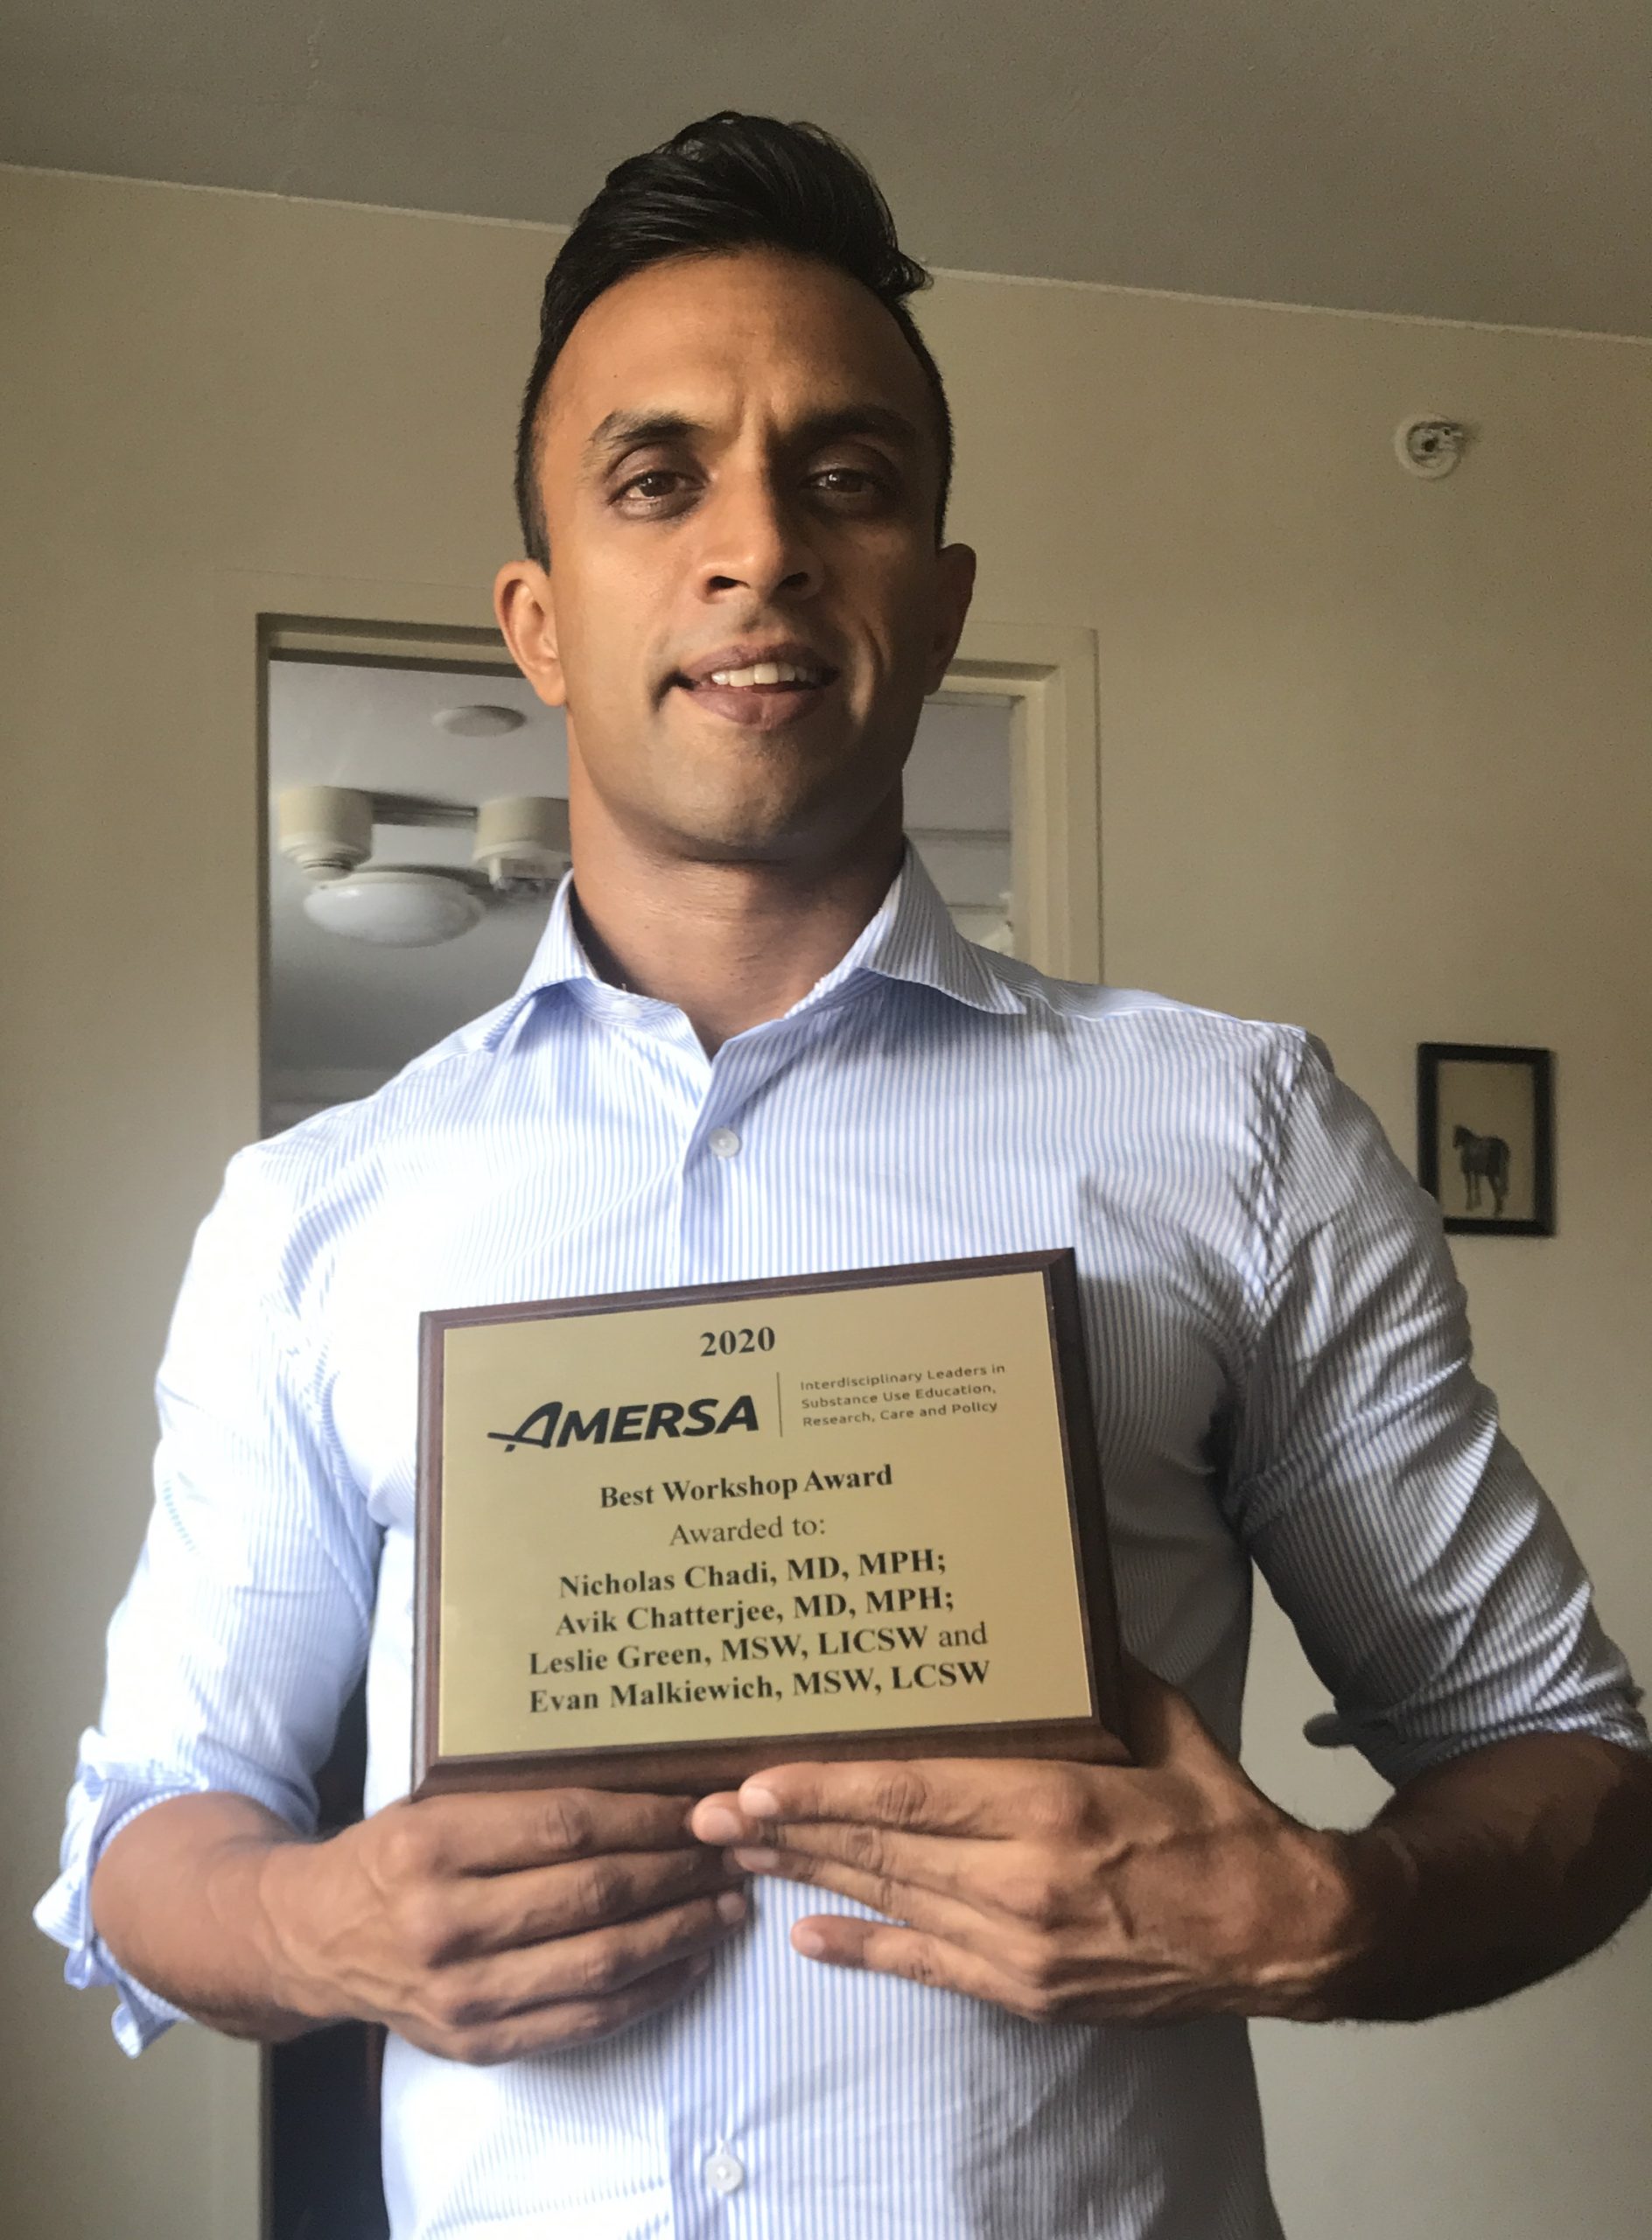 2020
AMERSA
Interdisciplinary Leaders in
Substance Use Education,
Research, Care and Policy
Best Workshop Award
Awarded to:
Nicholas Chadi, MD, MPH;
Avik Chatterjee, MD, MPH;
Leslie Green, MSW, LICSW and
Evan Malkiewich, MSW, LCSW